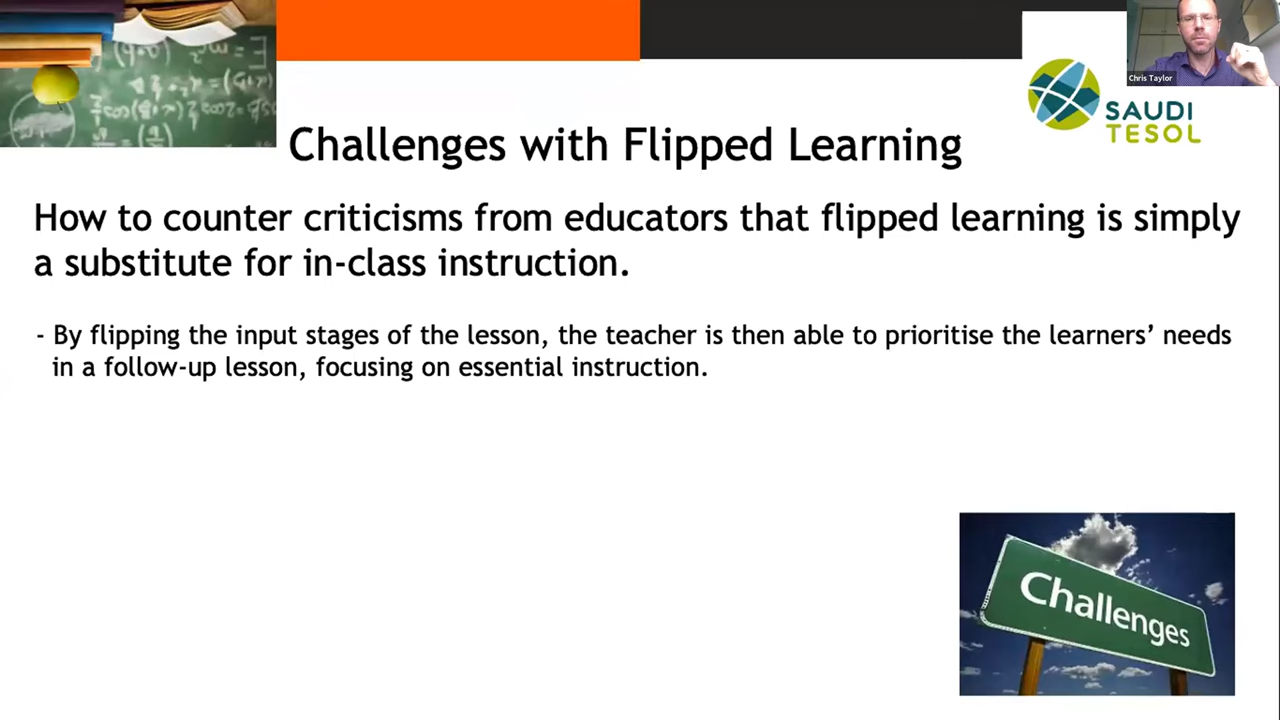 Chris Taylor
SAUDI
TESOL
Challenges with Flipped Learning
How to counter criticisms from educators that flipped learning is simply
a substitute for in-class instruction.
- By flipping the input stages of the lesson, the teacher is then able to prioritise the learners’ needs
in a follow-up lesson, focusing on essential instruction.
Challenges